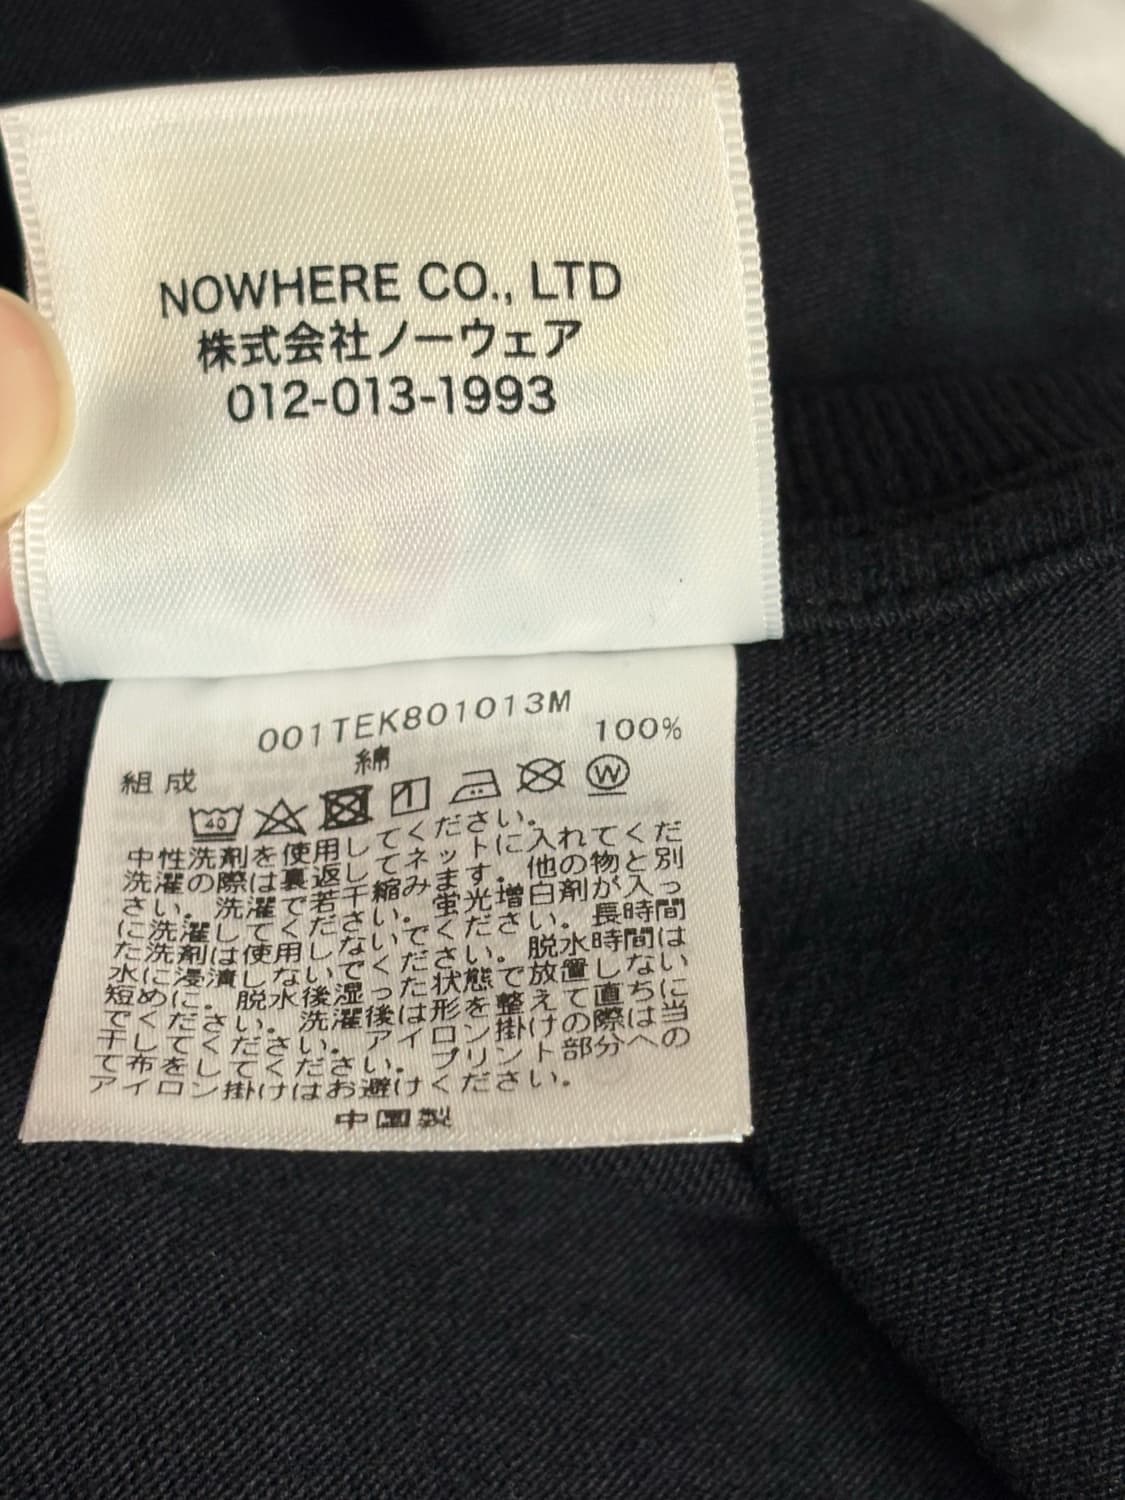 NOWHERE CO., LTD
株式会社ノーウェア
012-013-1993
001TEK801013M
組成 綿 100%
40 W
中性洗剤を使用してください。
洗濯の際は裏返してネットに入れてくだ
さい。洗濯で若干縮みます。他の物と別
に洗濯してください。蛍光増白剤が入っ
た洗剤は使用しないでください。長時間
水に浸漬しないでください。脱水時間は
短めに。脱水後湿った状態で放置しない
でください。洗濯後は形を整えて直ちに
干してください。アイロン掛けの際は当
て布をしてください。プリント部分への
アイロン掛けはお避けください。
中国製